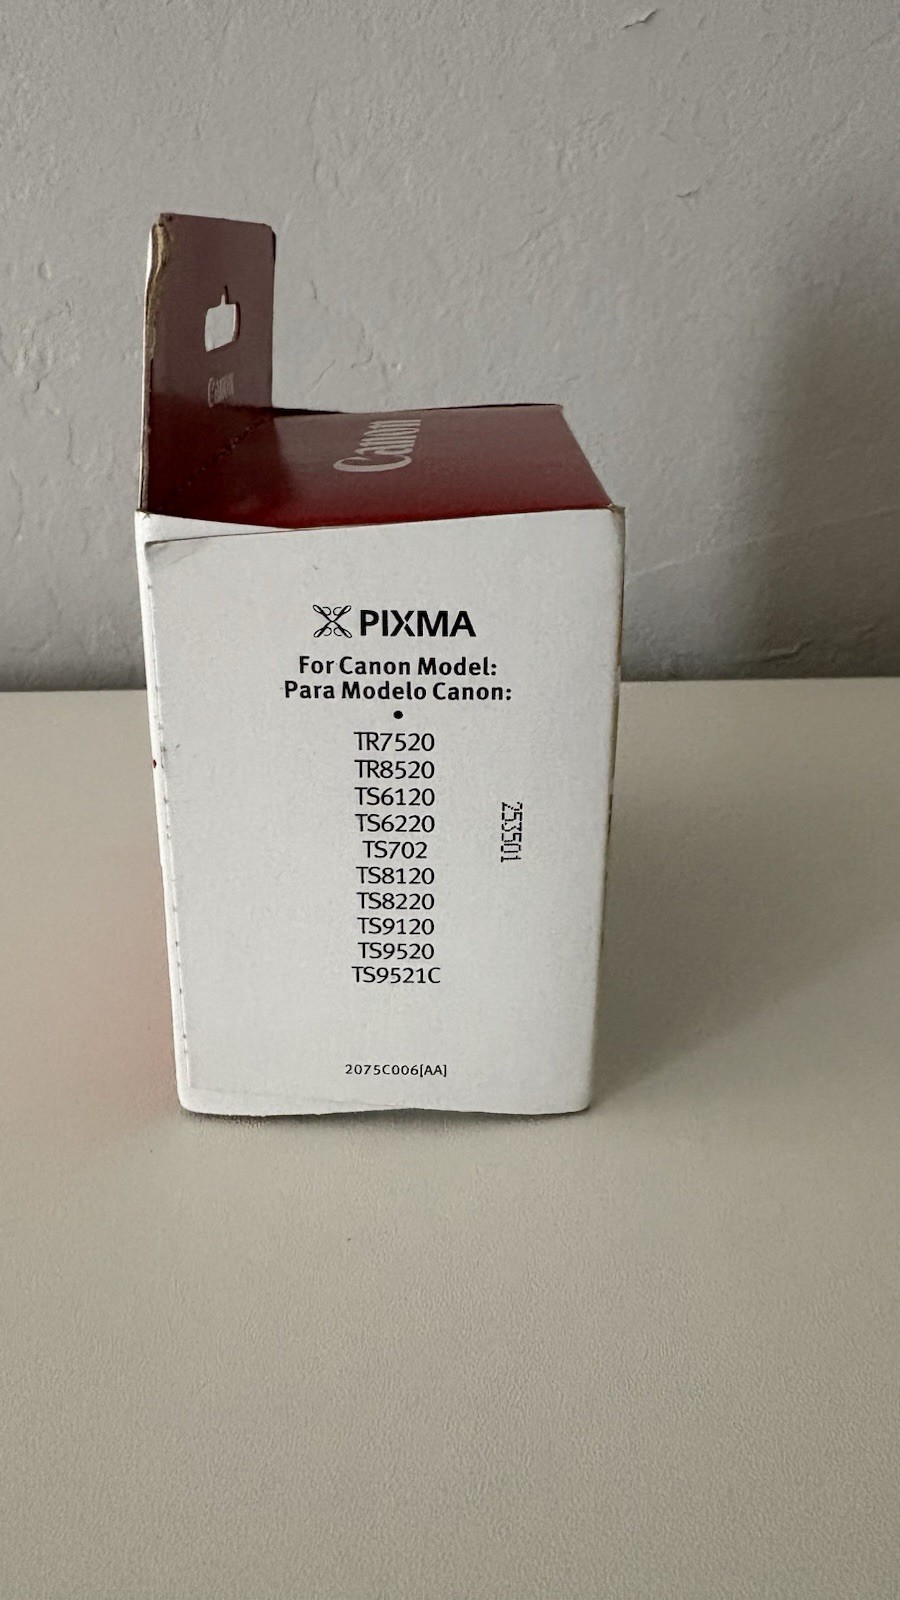 Canon
Canon
PIXMA
For Canon Model:
Para Modelo Canon:
•
TR7520
TR8520
TS6120
TS6220
TS702
TS8120
TS8220
TS9120
TS9520
TS9521C
253501
2075C006[AA]